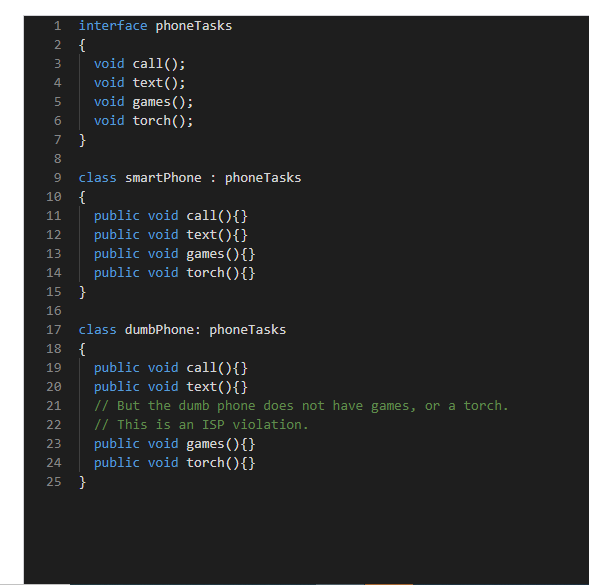 1 interface phoneTasks
2 {
3 void call();
4 void text();
5 void games();
6 void torch();
7 }
8
9 class smartPhone : phoneTasks
10 {
11 public void call(){}
12 public void text(){}
13 public void games(){}
14 public void torch(){}
15 }
16
17 class dumbPhone: phoneTasks
18 {
19 public void call(){}
20 public void text(){}
21 // But the dumb phone does not have games, or a torch.
22 // This is an ISP violation.
23 public void games(){}
24 public void torch(){}
25 }